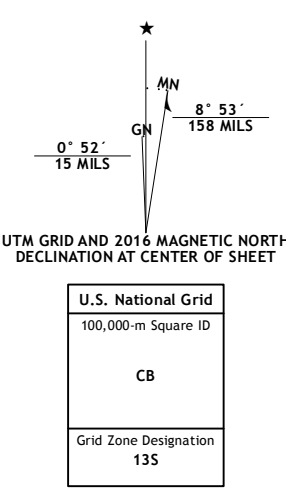 ★
MN
8° 53´
158 MILS
GN
0° 52´
15 MILS
UTM GRID AND 2016 MAGNETIC NORTH
DECLINATION AT CENTER OF SHEET
U.S. National Grid
100,000-m Square ID
CB
Grid Zone Designation
13S